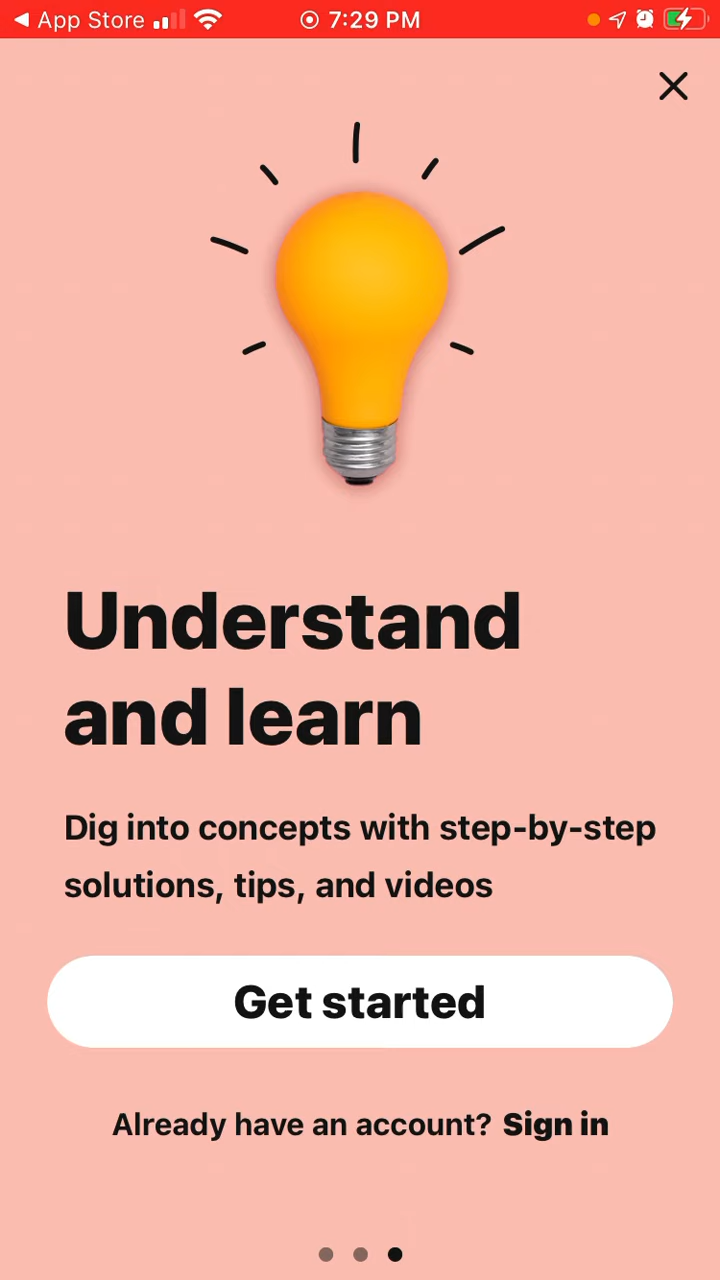 App Store 7:29 PM
Understand
and learn
Dig into concepts with step-by-step
solutions, tips, and videos
Get started
Already have an account? Sign in